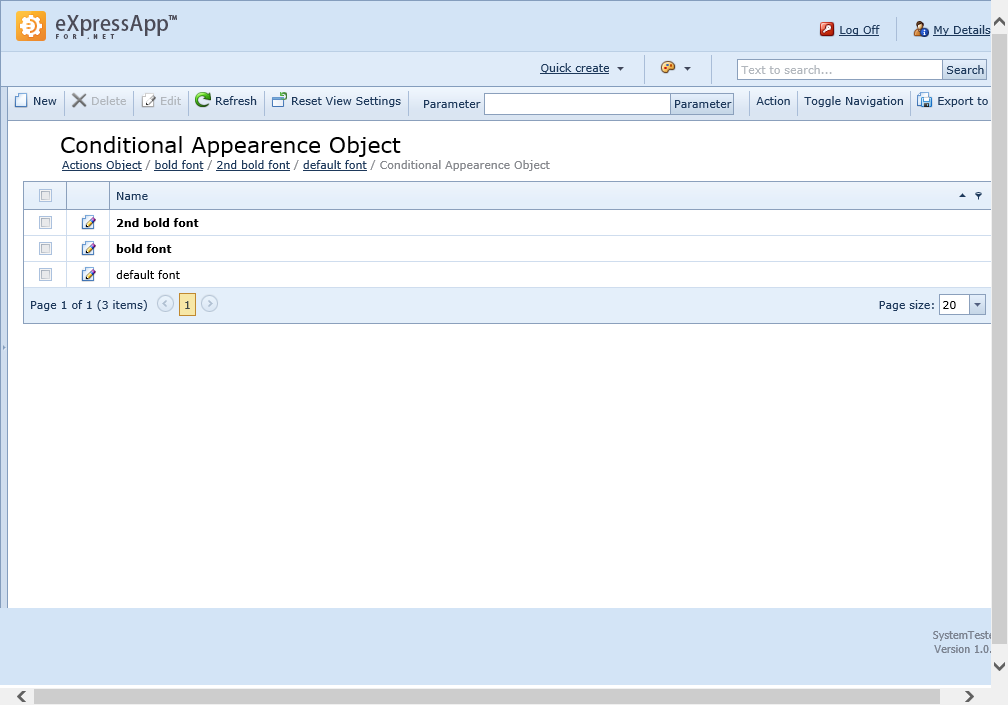 eXpressApp™
FOR .NET
Log Off
My Details
Quick create
Text to search...
Search
New
Delete
Edit
Refresh
Reset View Settings
Parameter
Parameter
Action
Toggle Navigation
Export to
Conditional Appearence Object
Actions Object / bold font / 2nd bold font / default font / Conditional Appearence Object
Name
2nd bold font
bold font
default font
Page 1 of 1 (3 items)
1
Page size:
20
SystemTeste
Version 1.0.